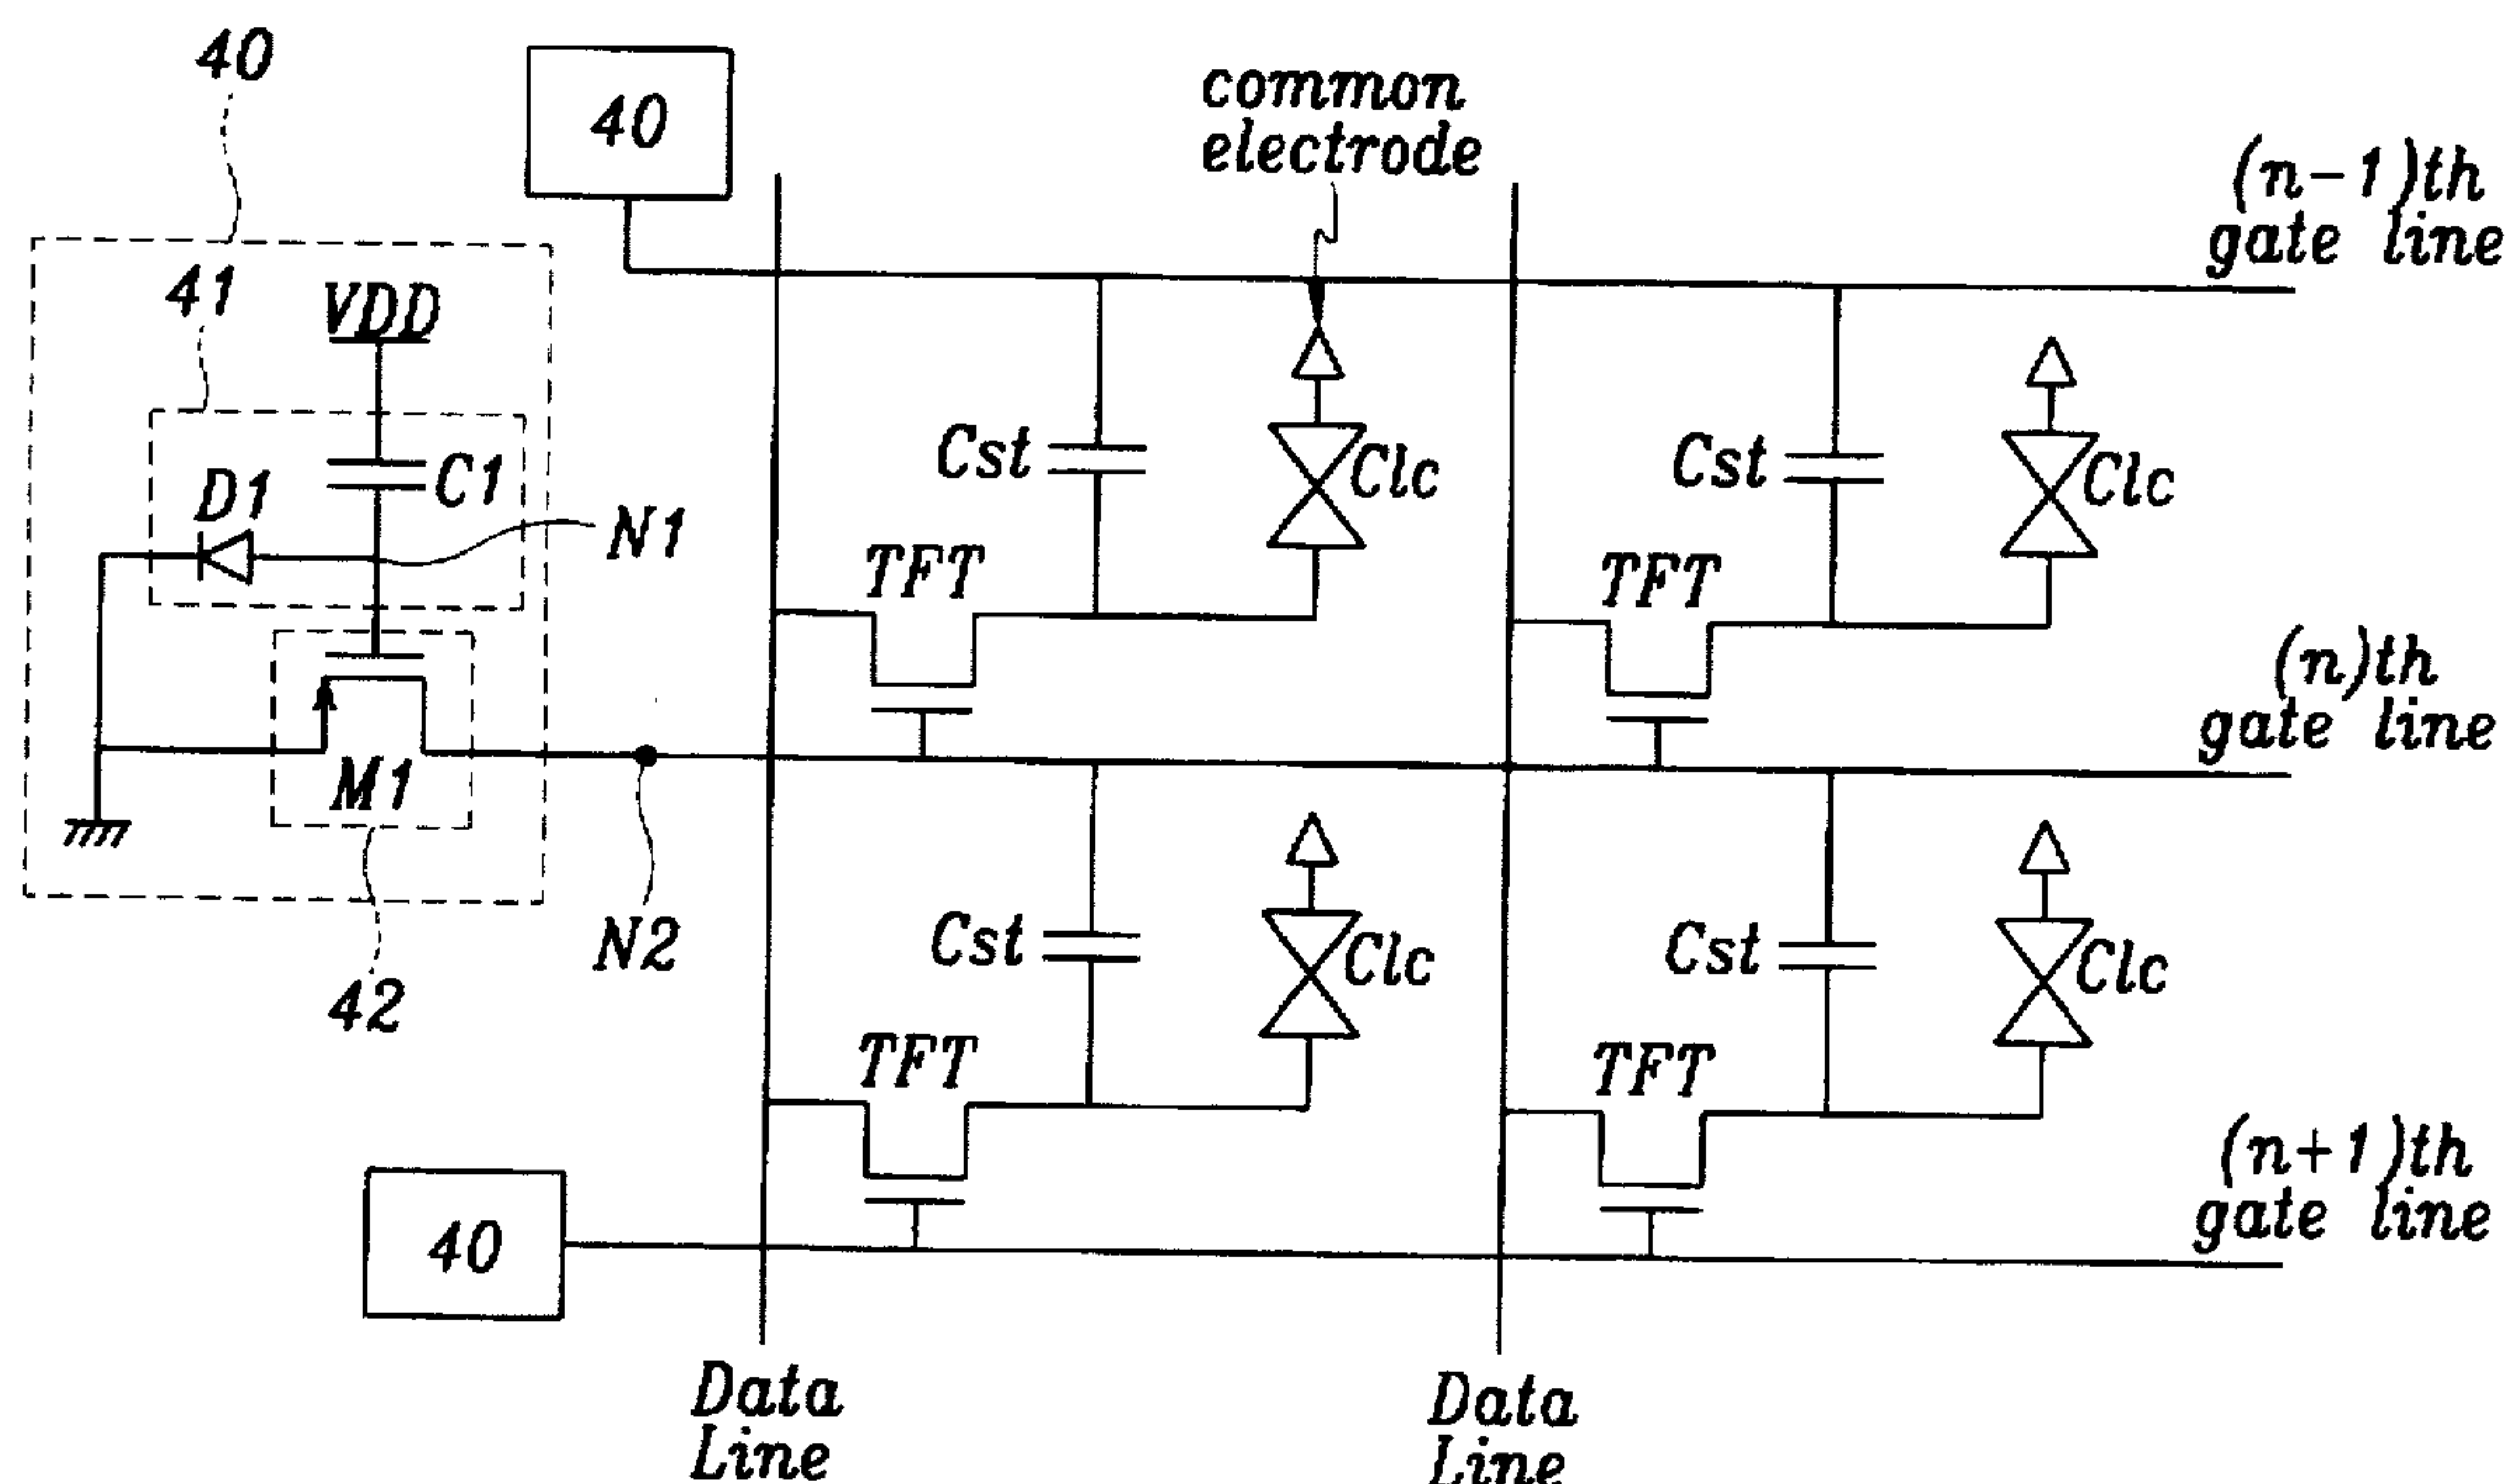 40
40
common
electrode
(n-1)th
gate line
41
VDD
Cst
Clc
Cst
Clc
D1
C1
N1
TFT
TFT
(n)th
gate line
M1
N2
42
Cst
Clc
Cst
Clc
TFT
TFT
(n+1)th
gate line
40
Data
Line
Data
Line